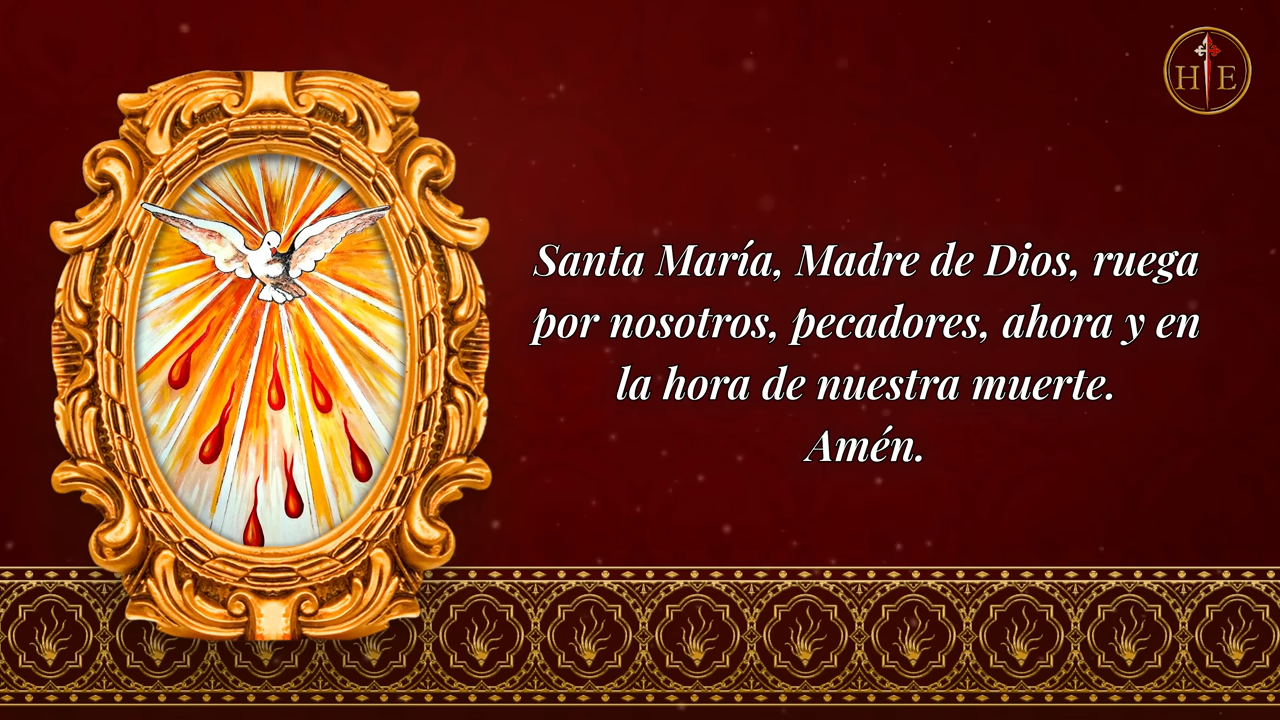 H E
Santa María, Madre de Dios, ruega
por nosotros, pecadores, ahora y en
la hora de nuestra muerte.
Amén.